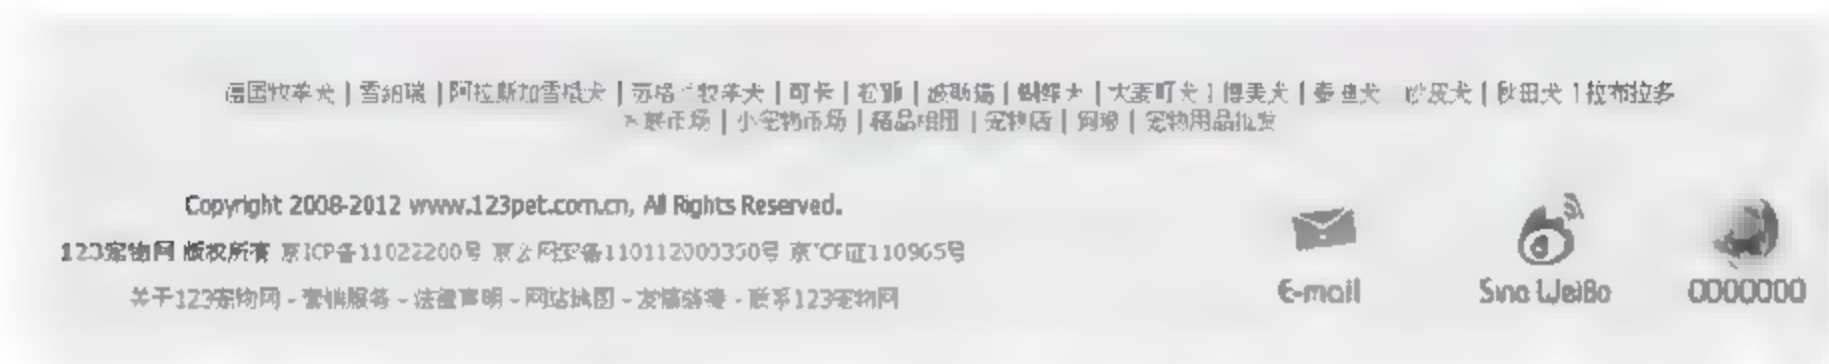 德国牧羊犬 | 雪纳瑞 | 阿拉斯加雪橇犬 | 苏格 牧羊犬 | 可卡 | 松狮 | 波斯猫 | 蝴蝶犬 | 大麦町犬 | 博美犬 | 泰迪犬 沙皮犬 | 秋田犬 | 拉布拉多
市场 | 小宠物市场 | 精品 团 | 宠物店 | 狗粮 | 宠物用品批发
Copyright 2008-2012 www.123pet.com.cn, All Rights Reserved.
123宠物网 版权所有 京ICP备11022200号 京公网安备110112000350号 京ICP证110965号
关于123宠物网 - 营销服务 - 法律声明 - 网站地图 - 友情链接 - 联系123宠物网
E-mail Sina WeiBo 0000000